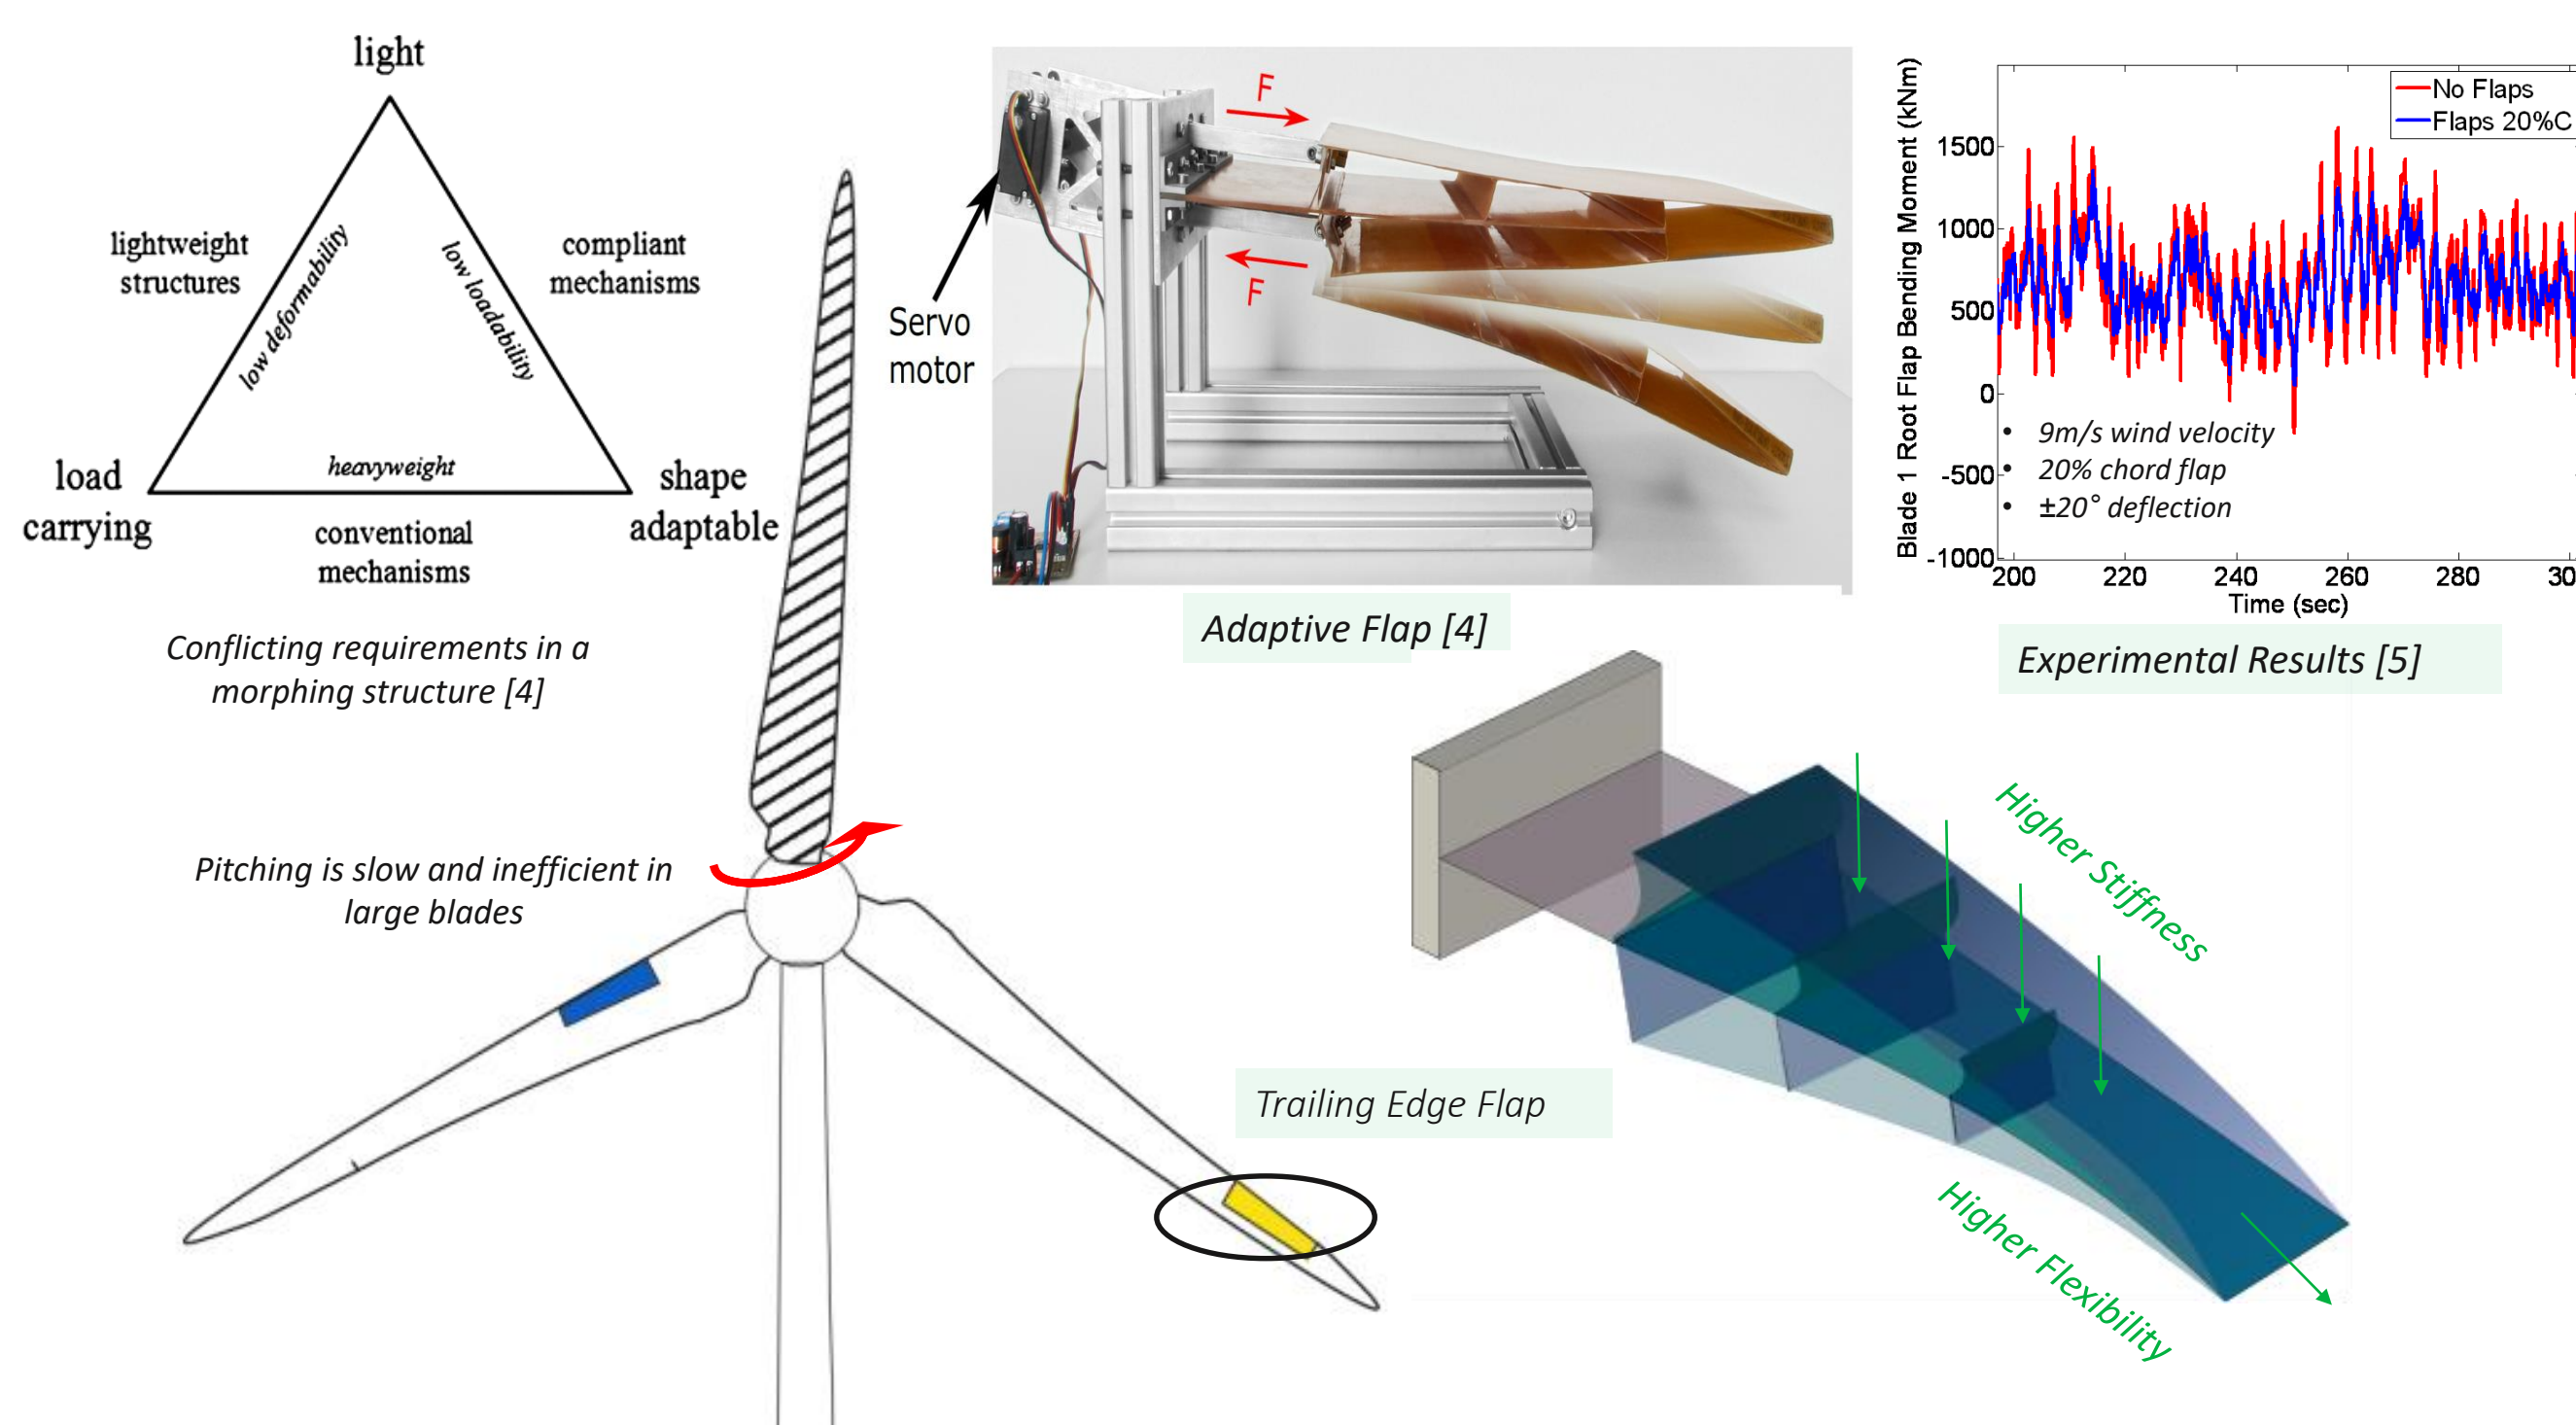 light
lightweight
structures
low deformability
low loadability
compliant
mechanisms
load
carrying
heavyweight
shape
adaptable
conventional
mechanisms
Conflicting requirements in a
morphing structure [4]
F
F
Servo
motor
Adaptive Flap [4]
Blade 1 Root Flap Bending Moment (kNm)
1500
1000
500
0
-500
-1000
No Flaps
Flaps 20%C
• 9m/s wind velocity
• 20% chord flap
• ±20° deflection
200 220 240 260 280 30
Time (sec)
Experimental Results [5]
Pitching is slow and inefficient in
large blades
Trailing Edge Flap
Higher Stiffness
Higher Flexibility